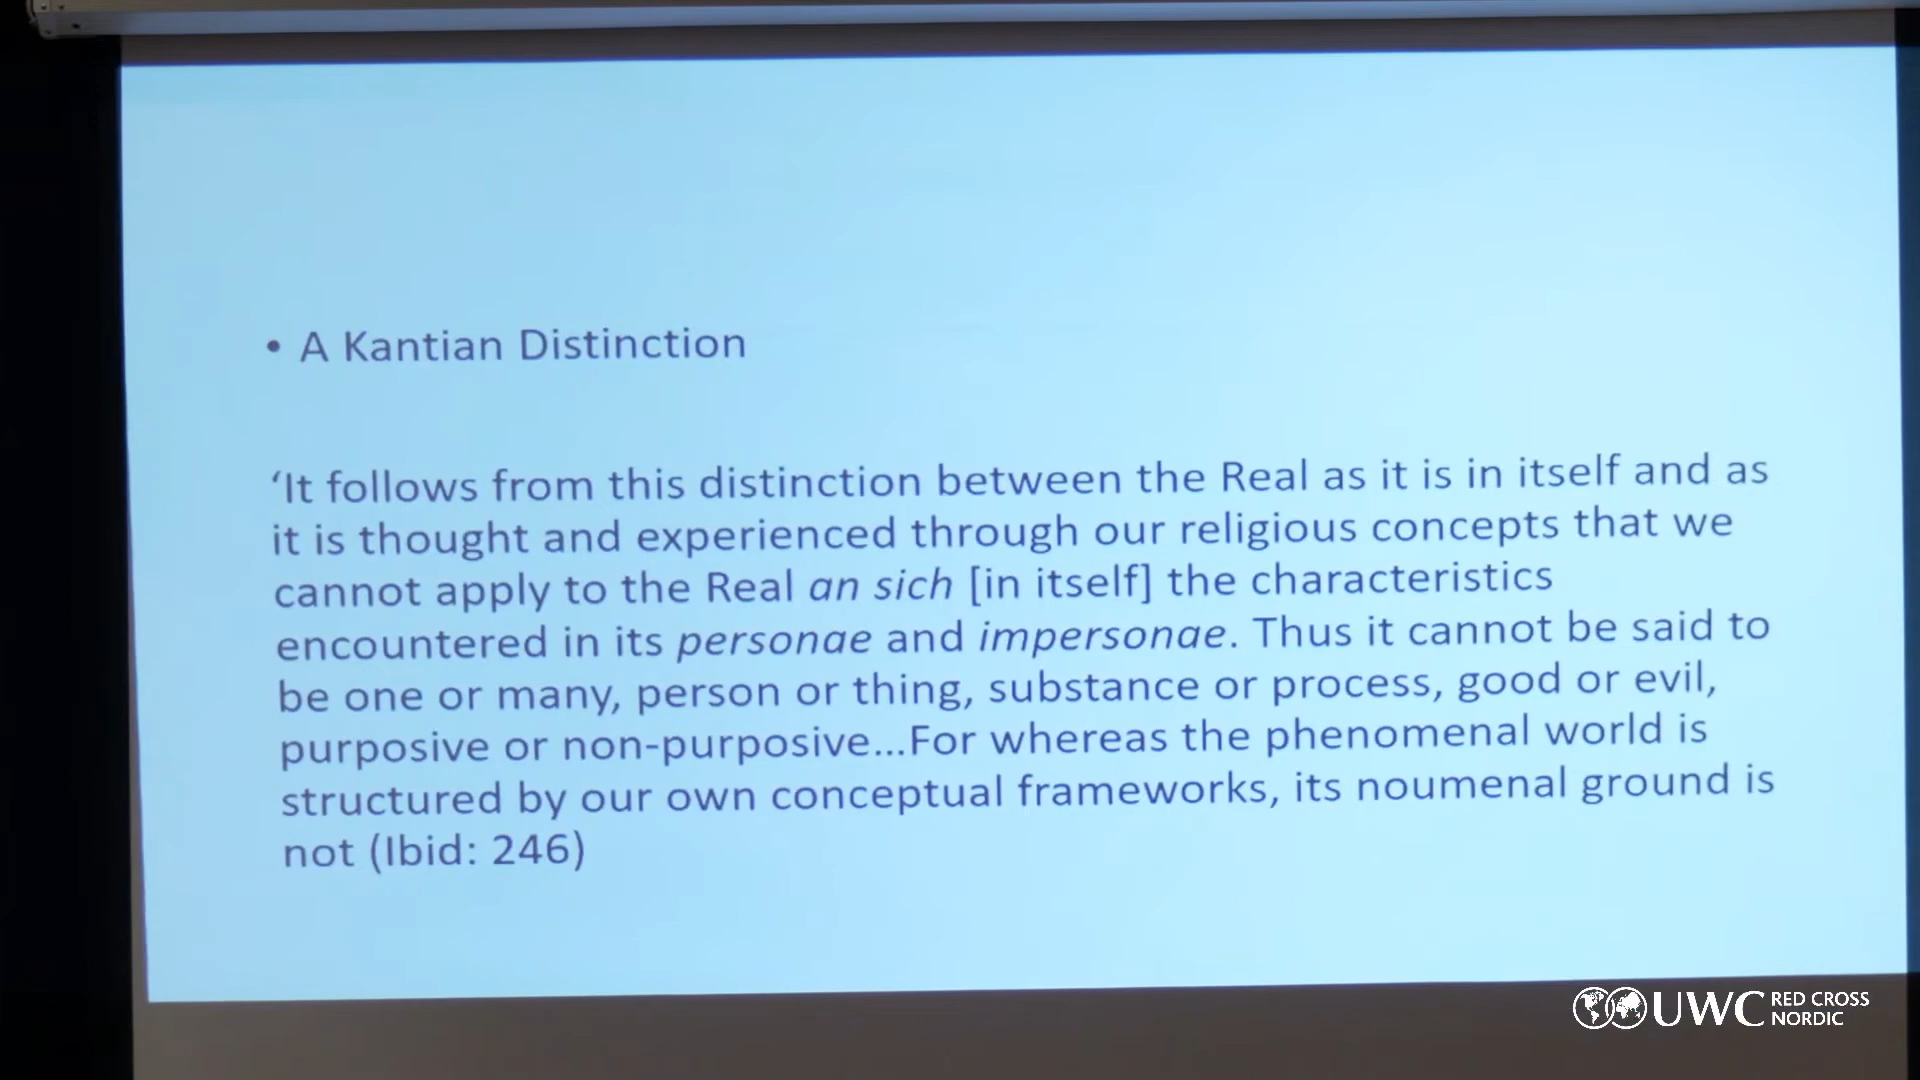 • A Kantian Distinction
‘It follows from this distinction between the Real as it is in itself and as
it is thought and experienced through our religious concepts that we
cannot apply to the Real an sich [in itself] the characteristics
encountered in its personae and impersonae. Thus it cannot be said to
be one or many, person or thing, substance or process, good or evil,
purposive or non-purposive...For whereas the phenomenal world is
structured by our own conceptual frameworks, its noumenal ground is
not (Ibid: 246)
UWC RED CROSS
NORDIC